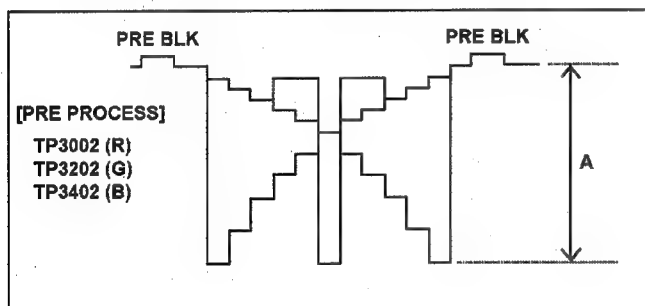 PRE BLK PRE BLK
[PRE PROCESS]
TP3002 (R)
TP3202 (G)
TP3402 (B)
A